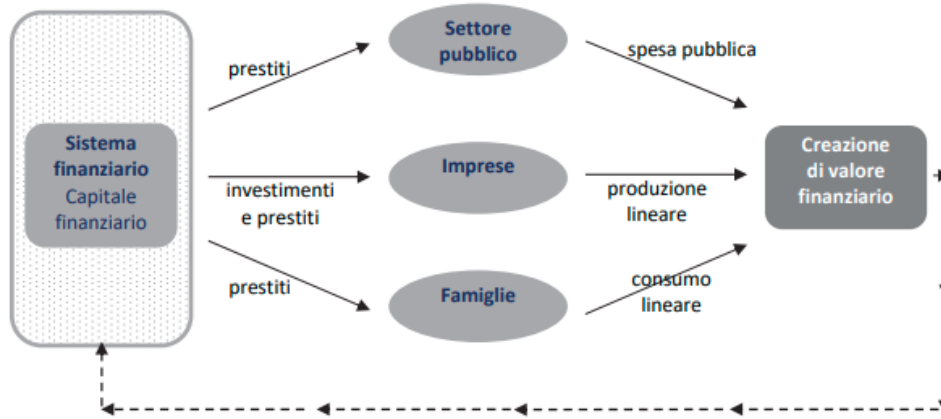 Settore
pubblico
prestiti
spesa pubblica
Sistema
finanziario
Capitale
finanziario
investimenti
e prestiti
Imprese
produzione
lineare
Creazione
di valore
finanziario
prestiti
Famiglie
consumo
lineare